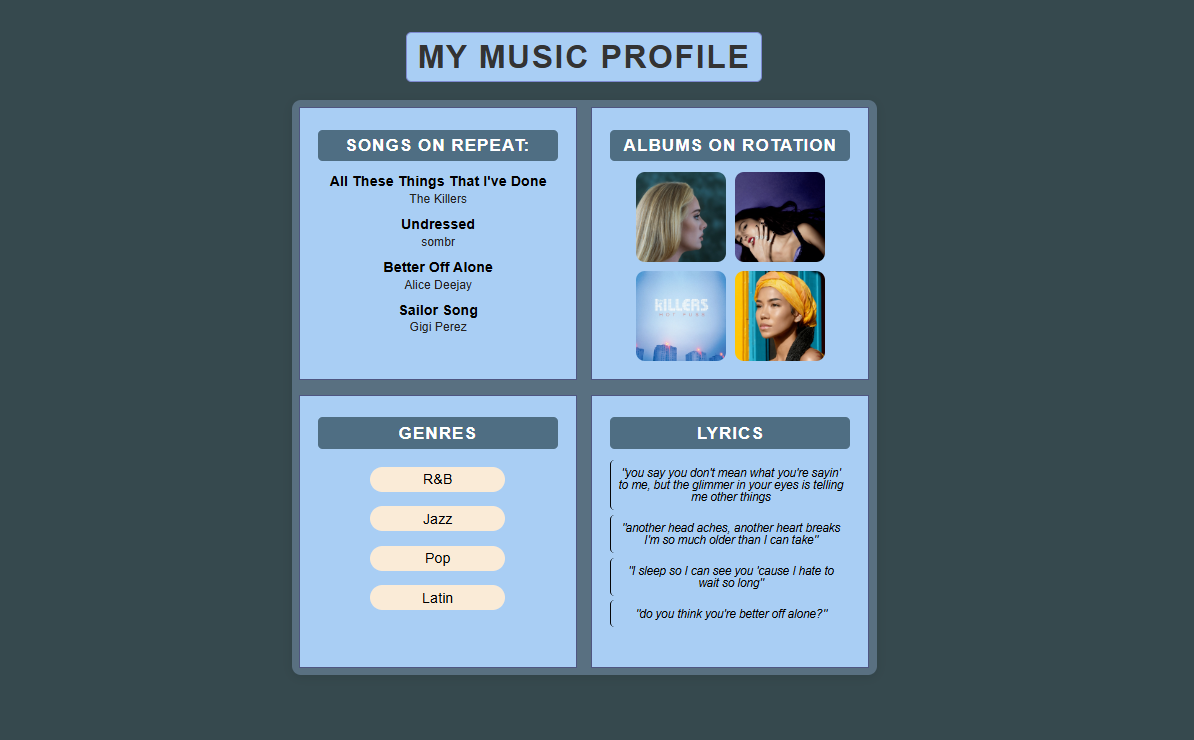 MY MUSIC PROFILE
SONGS ON REPEAT:
All These Things That I've Done
The Killers
Undressed
sombr
Better Off Alone
Alice Deejay
Sailor Song
Gigi Perez
ALBUMS ON ROTATION
KILLERS
HOT FUSS
GENRES
R&B
Jazz
Pop
Latin
LYRICS
"you say you don't mean what you're sayin'
to me, but the glimmer in your eyes is telling
me other things
"another head aches, another heart breaks
I'm so much older than I can take"
"I sleep so I can see you 'cause I hate to
wait so long"
"do you think you're better off alone?"